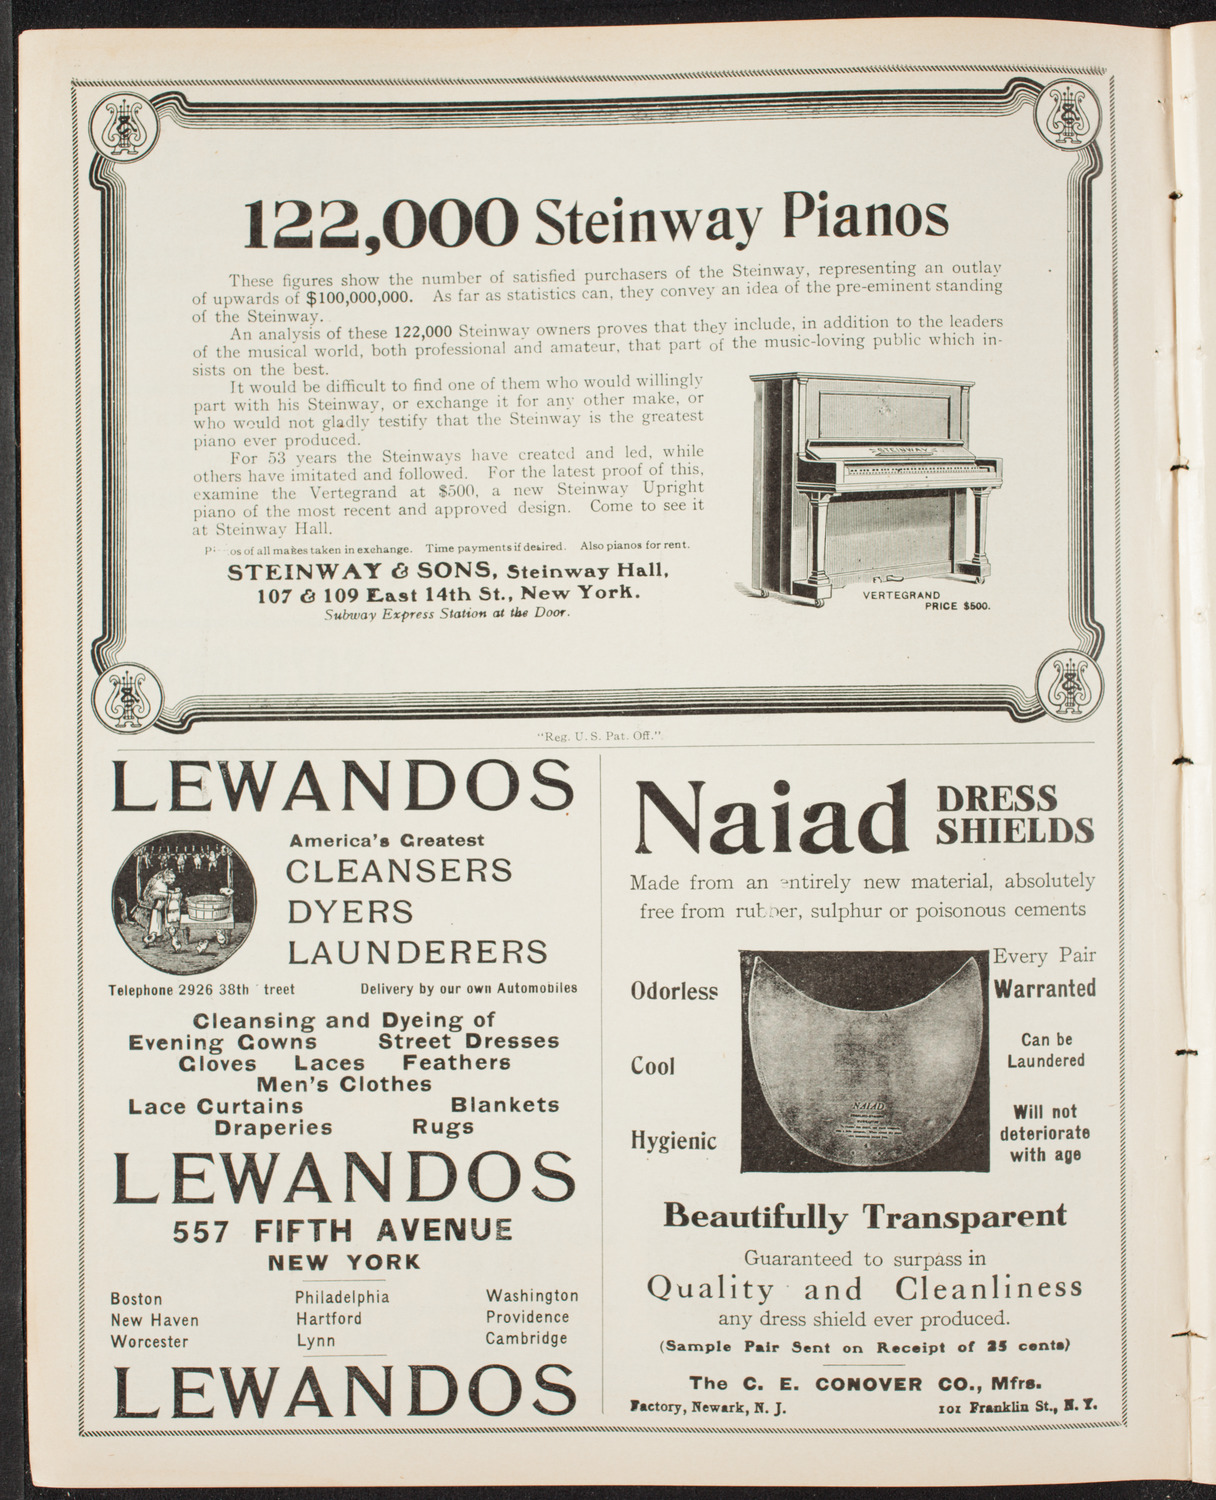 122,000 Steinway Pianos
These figures show the number of satisfied purchasers of the Steinway, representing an outlay
of upwards of $100,000,000. As far as statistics can, they convey an idea of the pre-eminent standing
of the Steinway.
An analysis of these 122,000 Steinway owners proves that they include, in addition to the leaders
of the musical world, both professional and amateur, that part of the music-loving public which in-
sists on the best.
It would be difficult to find one of them who would willingly
part with his Steinway, or exchange it for any other make, or
who would not gladly testify that the Steinway is the greatest
piano ever produced.
For 53 years the Steinways have created and led, while
others have imitated and followed. For the latest proof of this,
examine the Vertegrand at $500, a new Steinway Upright
piano of the most recent and approved design. Come to see it
at Steinway Hall.
P os of all makes taken in exchange. Time payments if desired. Also pianos for rent.
STEINWAY & SONS, Steinway Hall,
107 & 109 East 14th St., New York.
Subway Express Station at the Door.
STEINWAY
VERTEGRAND
PRICE $500.
"Reg. U. S. Pat. Off."
LEWANDOS
America's Greatest
CLEANSERS
DYERS
LAUNDERERS
Telephone 2926 38th treet Delivery by our own Automobiles
Cleansing and Dyeing of
Evening Gowns Street Dresses
Gloves Laces Feathers
Men's Clothes
Lace Curtains Blankets
Draperies Rugs
LEWANDOS
557 FIFTH AVENUE
NEW YORK
Boston Philadelphia Washington
New Haven Hartford Providence
Worcester Lynn Cambridge
LEWANDOS
Naiad DRESS
SHIELDS
Made from an entirely new material, absolutely
free from rubber, sulphur or poisonous cements
Odorless
Cool
Hygienic
NAIAD
Every Pair
Warranted
Can be
Laundered
Will not
deteriorate
with age
Beautifully Transparent
Guaranteed to surpass in
Quality and Cleanliness
any dress shield ever produced.
(Sample Pair Sent on Receipt of 25 cents)
The C. E. CONOVER CO., Mfrs.
Factory, Newark, N. J. 101 Franklin St., N. Y.